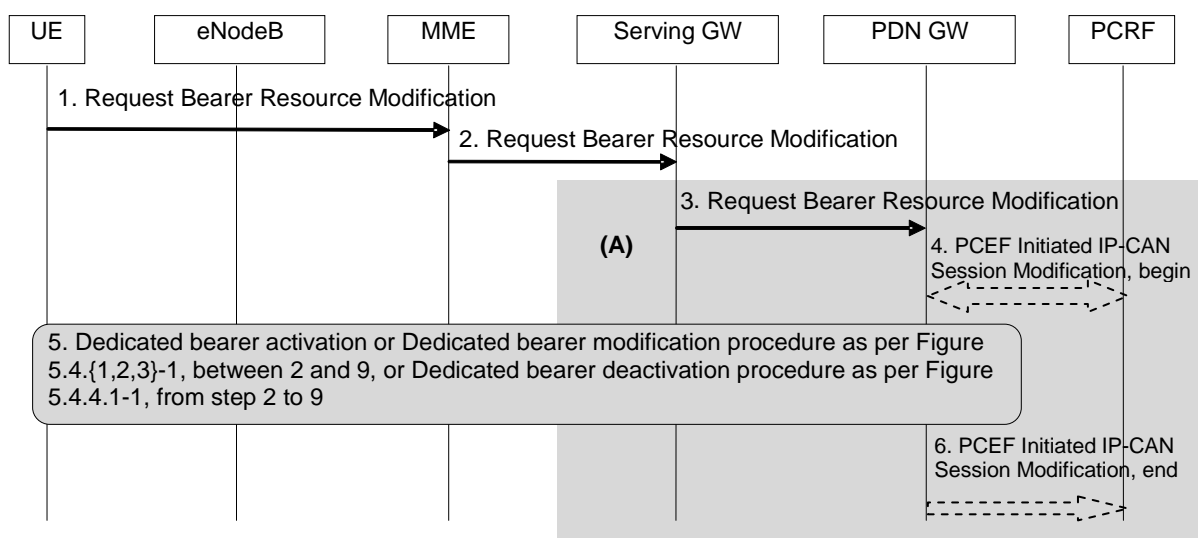 UE eNodeB MME Serving GW PDN GW PCRF
1. Request Bearer Resource Modification
2. Request Bearer Resource Modification
3. Request Bearer Resource Modification
(A)
4. PCEF Initiated IP-CAN
Session Modification, begin
5. Dedicated bearer activation or Dedicated bearer modification procedure as per Figure
5.4.{1,2,3}-1, between 2 and 9, or Dedicated bearer deactivation procedure as per Figure
5.4.4.1-1, from step 2 to 9
6. PCEF Initiated IP-CAN
Session Modification, end